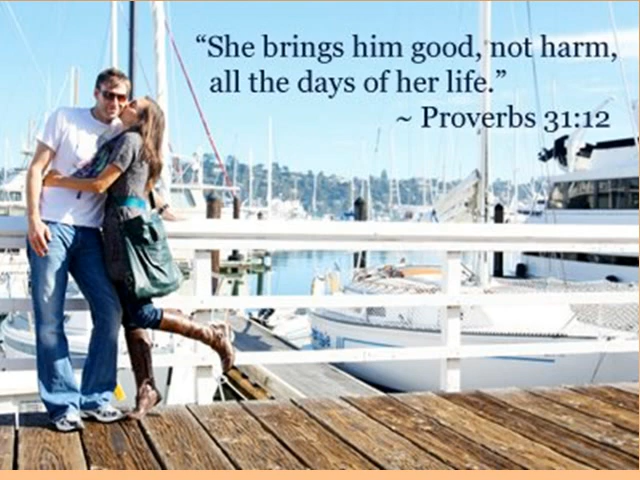 “She brings him good, not harm,
all the days of her life.”
~ Proverbs 31:12